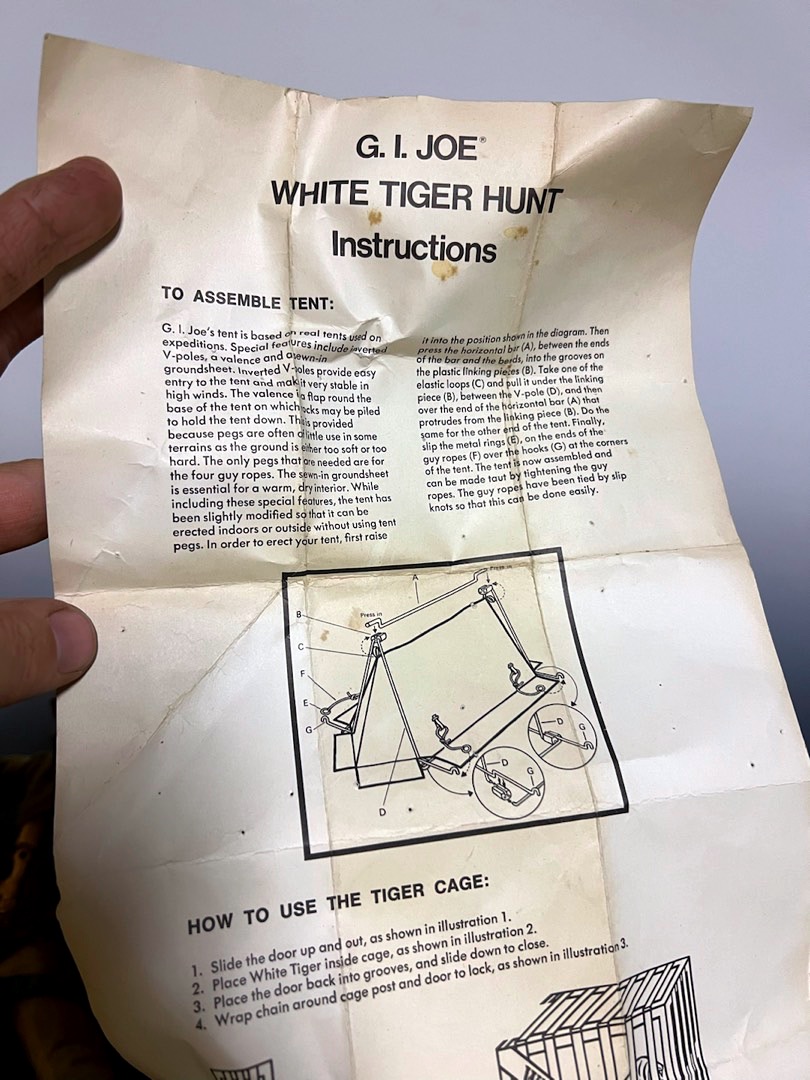 G. I. JOE®
WHITE TIGER HUNT
Instructions
TO ASSEMBLE TENT:
G. I. Joe's tent is based on real tents used on
expeditions. Special features include inverted
V-poles, a valence and a sewn-in
groundsheet. Inverted V-poles provide easy
entry to the tent and mak it very stable in
high winds. The valence is a flap round the
base of the tent on which rocks may be piled
to hold the tent down. This is provided
because pegs are often of little use in some
terrains as the ground is either too soft or too
hard. The only pegs that are needed are for
the four guy ropes. The sewn-in groundsheet
is essential for a warm, dry interior. While
including these special features, the tent has
been slightly modified so that it can be
erected indoors or outside without using tent
pegs. In order to erect your tent, first raise
it into the position shown in the diagram. Then
press the horizontal bar (A), between the ends
of the bar and the bends, into the grooves on
the plastic linking pieces (B). Take one of the
elastic loops (C) and pull it under the linking
piece (B), between the V-pole (D), and then
over the end of the horizontal bar (A) that
protrudes from the linking piece (B). Do the
same for the other end of the tent. Finally,
slip the metal rings (E), on the ends of the
guy ropes (F) over the hooks (G) at the corners
of the tent. The tent is now assembled and
can be made taut by tightening the guy
ropes. The guy ropes have been tied by slip
knots so that this can be done easily.
A
Press in
B
Press in
C
F
E
G
D
G
D
G
D
HOW TO USE THE TIGER CAGE:
1. Slide the door up and out, as shown in illustration 1.
2. Place White Tiger inside cage, as shown in illustration 2.
3. Place the door back into grooves, and slide down to close.
4. Wrap chain around cage post and door to lock, as shown in illustration 3.